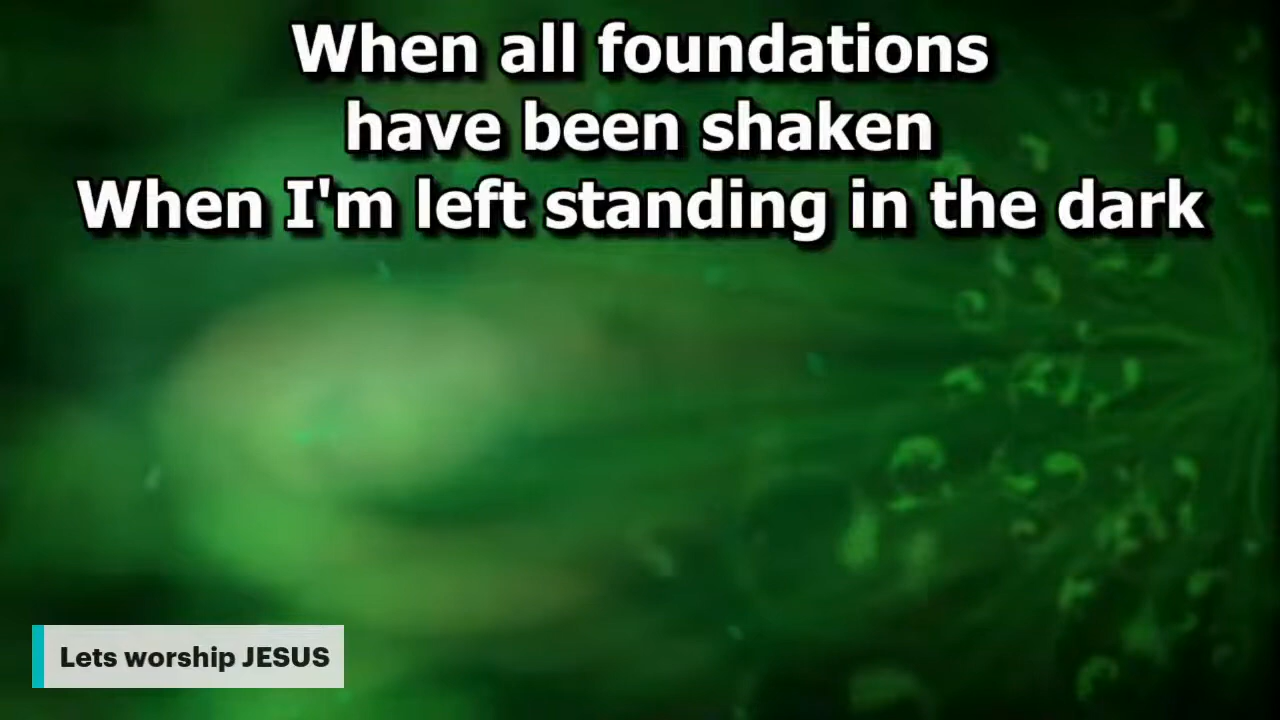 When all foundations
have been shaken
When I'm left standing in the dark
Lets worship JESUS